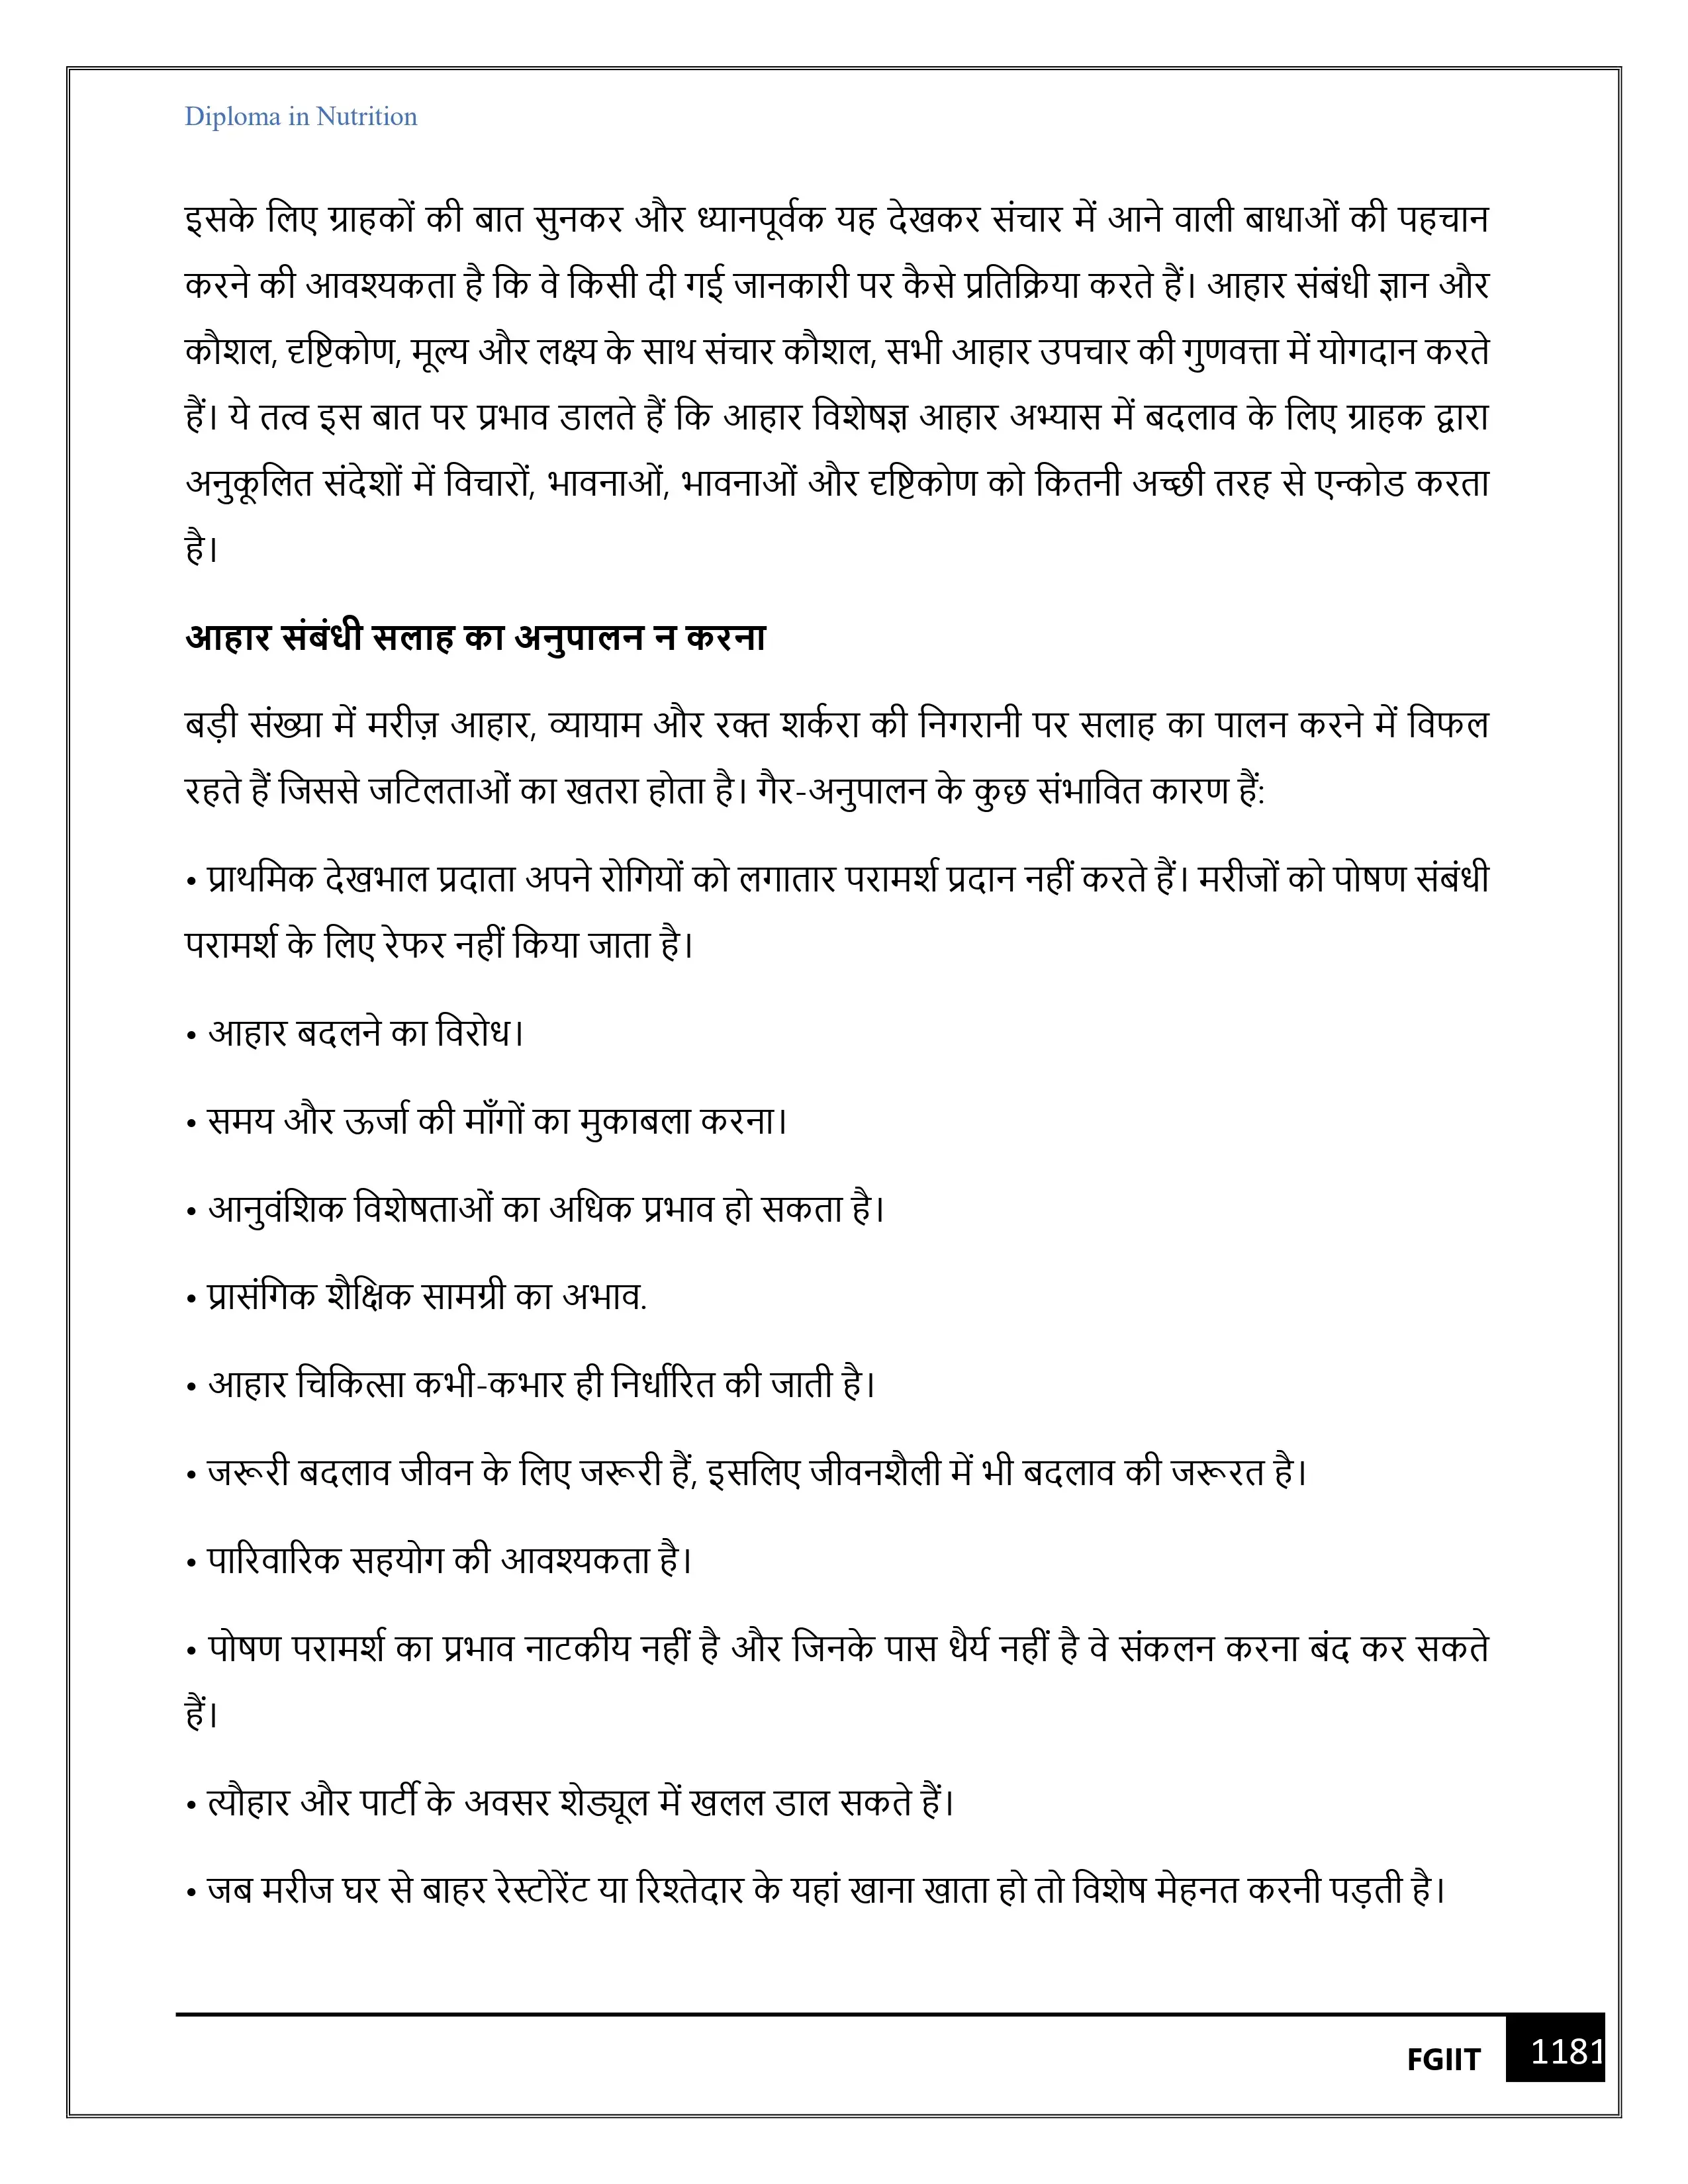 Diploma in Nutrition
इसके लिए ग्राहकों की बात सुनकर और ध्यानपूर्वक यह देखकर संचार में आने वाली बाधाओं की पहचान
करने की आवश्यकता है कि वे किसी दी गई जानकारी पर कैसे प्रतिक्रिया करते हैं। आहार संबंधी ज्ञान और
कौशल, दृष्टिकोण, मूल्य और लक्ष्य के साथ संचार कौशल, सभी आहार उपचार की गुणवत्ता में योगदान करते
हैं। ये तत्व इस बात पर प्रभाव डालते हैं कि आहार विशेषज्ञ आहार अभ्यास में बदलाव के लिए ग्राहक द्वारा
अनुकूलित संदेशों में विचारों, भावनाओं, भावनाओं और दृष्टिकोण को कितनी अच्छी तरह से एन्कोड करता
है।
आहार संबंधी सलाह का अनुपालन न करना
बड़ी संख्या में मरीज़ आहार, व्यायाम और रक्त शर्करा की निगरानी पर सलाह का पालन करने में विफल
रहते हैं जिससे जटिलताओं का खतरा होता है। गैर-अनुपालन के कुछ संभावित कारण हैं:
• प्राथमिक देखभाल प्रदाता अपने रोगियों को लगातार परामर्श प्रदान नहीं करते हैं। मरीजों को पोषण संबंधी
परामर्श के लिए रेफर नहीं किया जाता है।
• आहार बदलने का विरोध।
• समय और ऊर्जा की माँगों का मुकाबला करना।
• आनुवंशिक विशेषताओं का अधिक प्रभाव हो सकता है।
• प्रासंगिक शैक्षिक सामग्री का अभाव.
• आहार चिकित्सा कभी-कभार ही निर्धारित की जाती है।
• जरूरी बदलाव जीवन के लिए जरूरी हैं, इसलिए जीवनशैली में भी बदलाव की जरूरत है।
• पारिवारिक सहयोग की आवश्यकता है।
• पोषण परामर्श का प्रभाव नाटकीय नहीं है और जिनके पास धैर्य नहीं है वे संकलन करना बंद कर सकते
हैं।
• त्यौहार और पार्टी के अवसर शेड्यूल में खलल डाल सकते हैं।
• जब मरीज घर से बाहर रेस्टोरेंट या रिश्तेदार के यहां खाना खाता हो तो विशेष मेहनत करनी पड़ती है।
FGIIT 1181